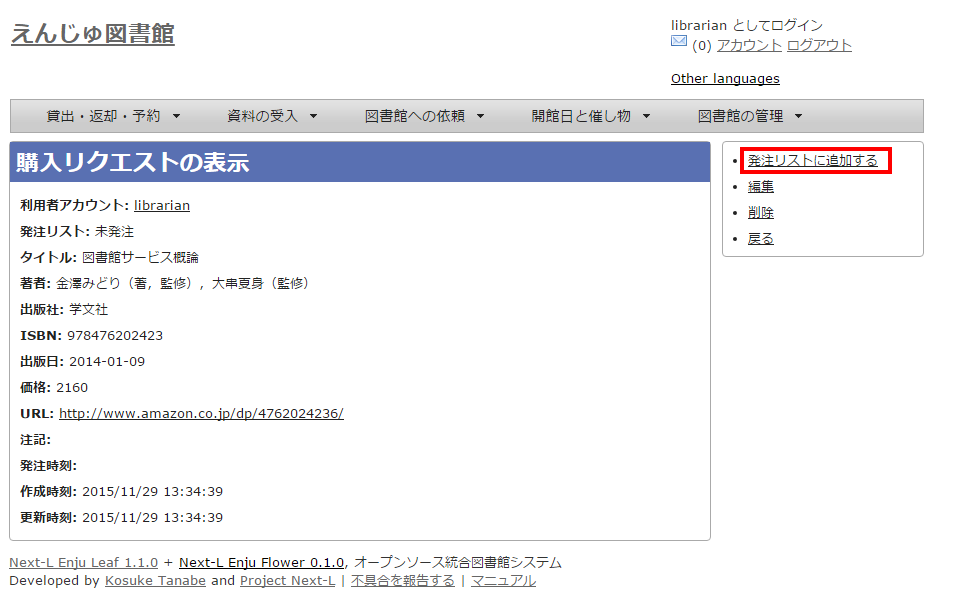 えんじゅ図書館
librarian としてログイン
(0) アカウント ログアウト
Other languages
貸出・返却・予約 ▼ 資料の受入 ▼ 図書館への依頼 ▼ 開館日と催し物 ▼ 図書館の管理 ▼
購入リクエストの表示
利用者アカウント: librarian
発注リスト: 未発注
タイトル: 図書館サービス概論
著者: 金澤みどり（著，監修），大串夏身（監修）
出版社: 学文社
ISBN: 978476202423
出版日: 2014-01-09
価格: 2160
URL: http://www.amazon.co.jp/dp/4762024236/
注記:
発注時刻:
作成時刻: 2015/11/29 13:34:39
更新時刻: 2015/11/29 13:34:39
• 発注リストに追加する
• 編集
• 削除
• 戻る
Next-L Enju Leaf 1.1.0 + Next-L Enju Flower 0.1.0, オープンソース統合図書館システム
Developed by Kosuke Tanabe and Project Next-L | 不具合を報告する | マニュアル